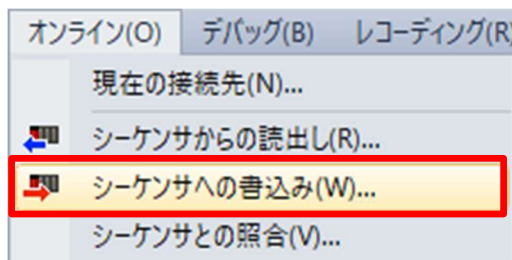 オンライン(O) デバッグ(B) レコーディング(R)
現在の接続先(N)...
シーケンサからの読出し(R)...
シーケンサへの書込み(W)...
シーケンサとの照合(V)...